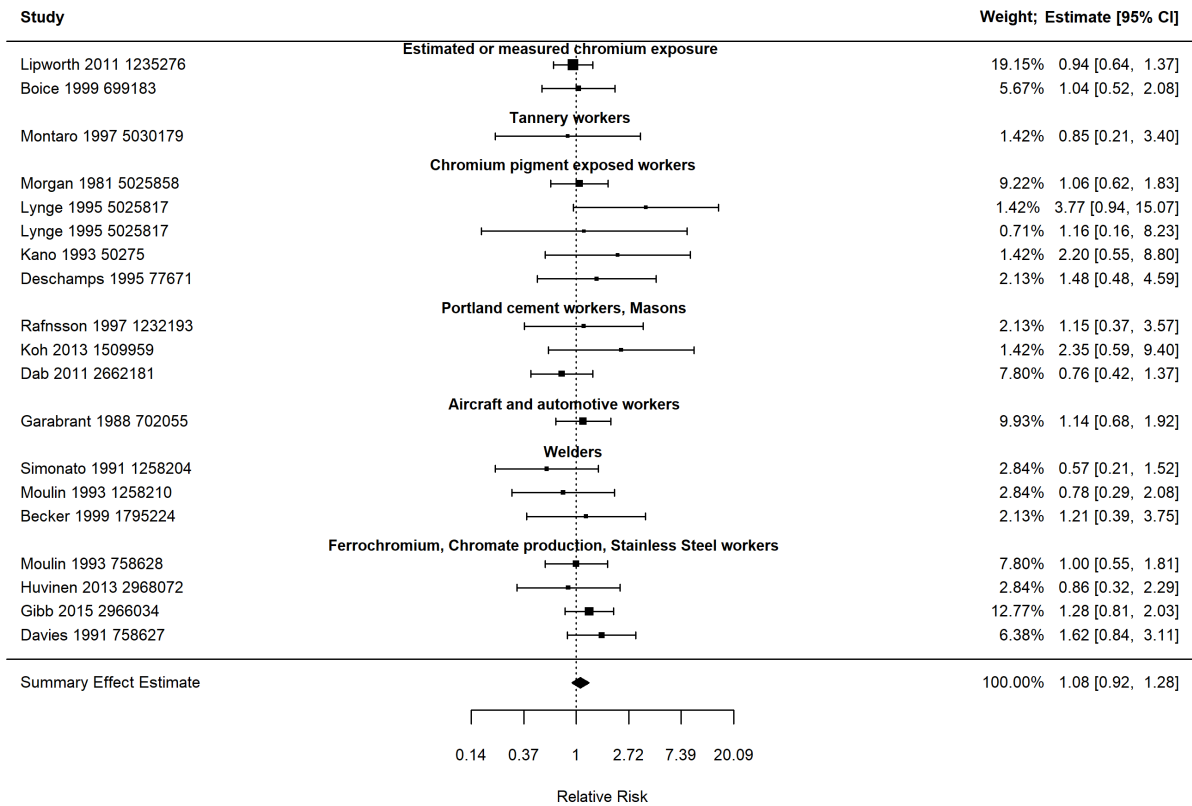 Study Weight; Estimate [95% CI]
Estimated or measured chromium exposure
Lipworth 2011 1235276 19.15% 0.94 [0.64, 1.37]
Boice 1999 699183 5.67% 1.04 [0.52, 2.08]
Tannery workers
Montaro 1997 5030179 1.42% 0.85 [0.21, 3.40]
Chromium pigment exposed workers
Morgan 1981 5025858 9.22% 1.06 [0.62, 1.83]
Lynge 1995 5025817 1.42% 3.77 [0.94, 15.07]
Lynge 1995 5025817 0.71% 1.16 [0.16, 8.23]
Kano 1993 50275 1.42% 2.20 [0.55, 8.80]
Deschamps 1995 77671 2.13% 1.48 [0.48, 4.59]
Portland cement workers, Masons
Rafnsson 1997 1232193 2.13% 1.15 [0.37, 3.57]
Koh 2013 1509959 1.42% 2.35 [0.59, 9.40]
Dab 2011 2662181 7.80% 0.76 [0.42, 1.37]
Aircraft and automotive workers
Garabrant 1988 702055 9.93% 1.14 [0.68, 1.92]
Welders
Simonato 1991 1258204 2.84% 0.57 [0.21, 1.52]
Moulin 1993 1258210 2.84% 0.78 [0.29, 2.08]
Becker 1999 1795224 2.13% 1.21 [0.39, 3.75]
Ferrochromium, Chromate production, Stainless Steel workers
Moulin 1993 758628 7.80% 1.00 [0.55, 1.81]
Huvinen 2013 2968072 2.84% 0.86 [0.32, 2.29]
Gibb 2015 2966034 12.77% 1.28 [0.81, 2.03]
Davies 1991 758627 6.38% 1.62 [0.84, 3.11]
Summary Effect Estimate 100.00% 1.08 [0.92, 1.28]
0.14 0.37 1 2.72 7.39 20.09
Relative Risk